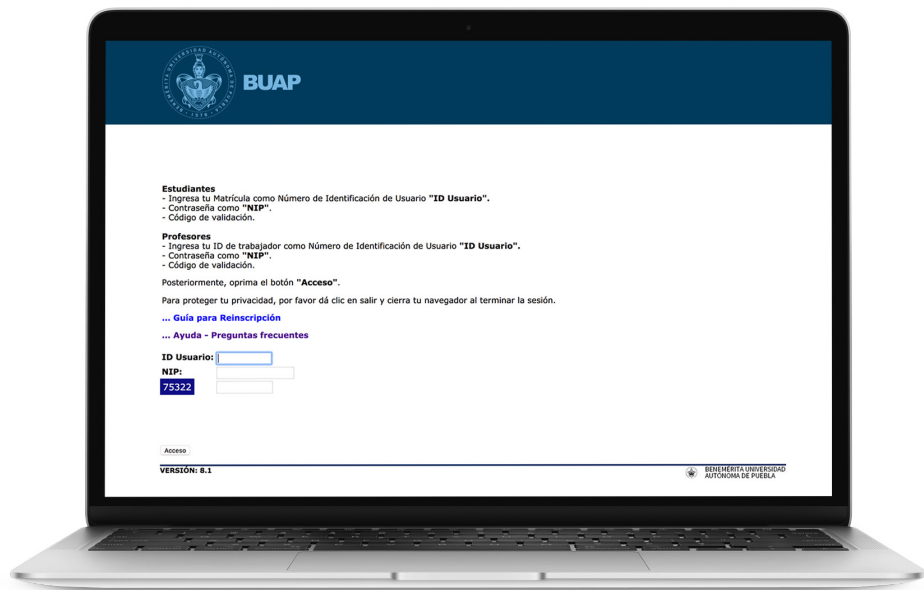 BUAP
Estudiantes
- Ingresa tu Matrícula como Número de Identificación de Usuario "ID Usuario".
- Contraseña como "NIP".
- Código de validación.
Profesores
- Ingresa tu ID de trabajador como Número de Identificación de Usuario "ID Usuario".
- Contraseña como "NIP".
- Código de validación.
Posteriormente, oprima el botón "Acceso".
Para proteger tu privacidad, por favor dá clic en salir y cierra tu navegador al terminar la sesión.
... Guía para Reinscripción
... Ayuda - Preguntas frecuentes
ID Usuario:
NIP:
75322
Acceso
VERSIÓN: 8.1
BENEMÉRITA UNIVERSIDAD
AUTÓNOMA DE PUEBLA